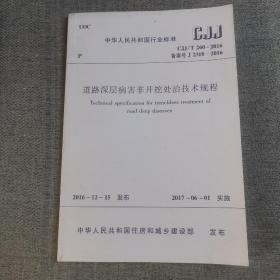 UDC
中华人民共和国行业标准
CJJ
P
CJJ/T 260-2016
备案号 J 2318-2016
道路深层病害非开挖处治技术规程
Technical specification for trenchless treatment of
road deep diseases
2016-12-15 发布
2017-06-01 实施
中华人民共和国住房和城乡建设部 发布